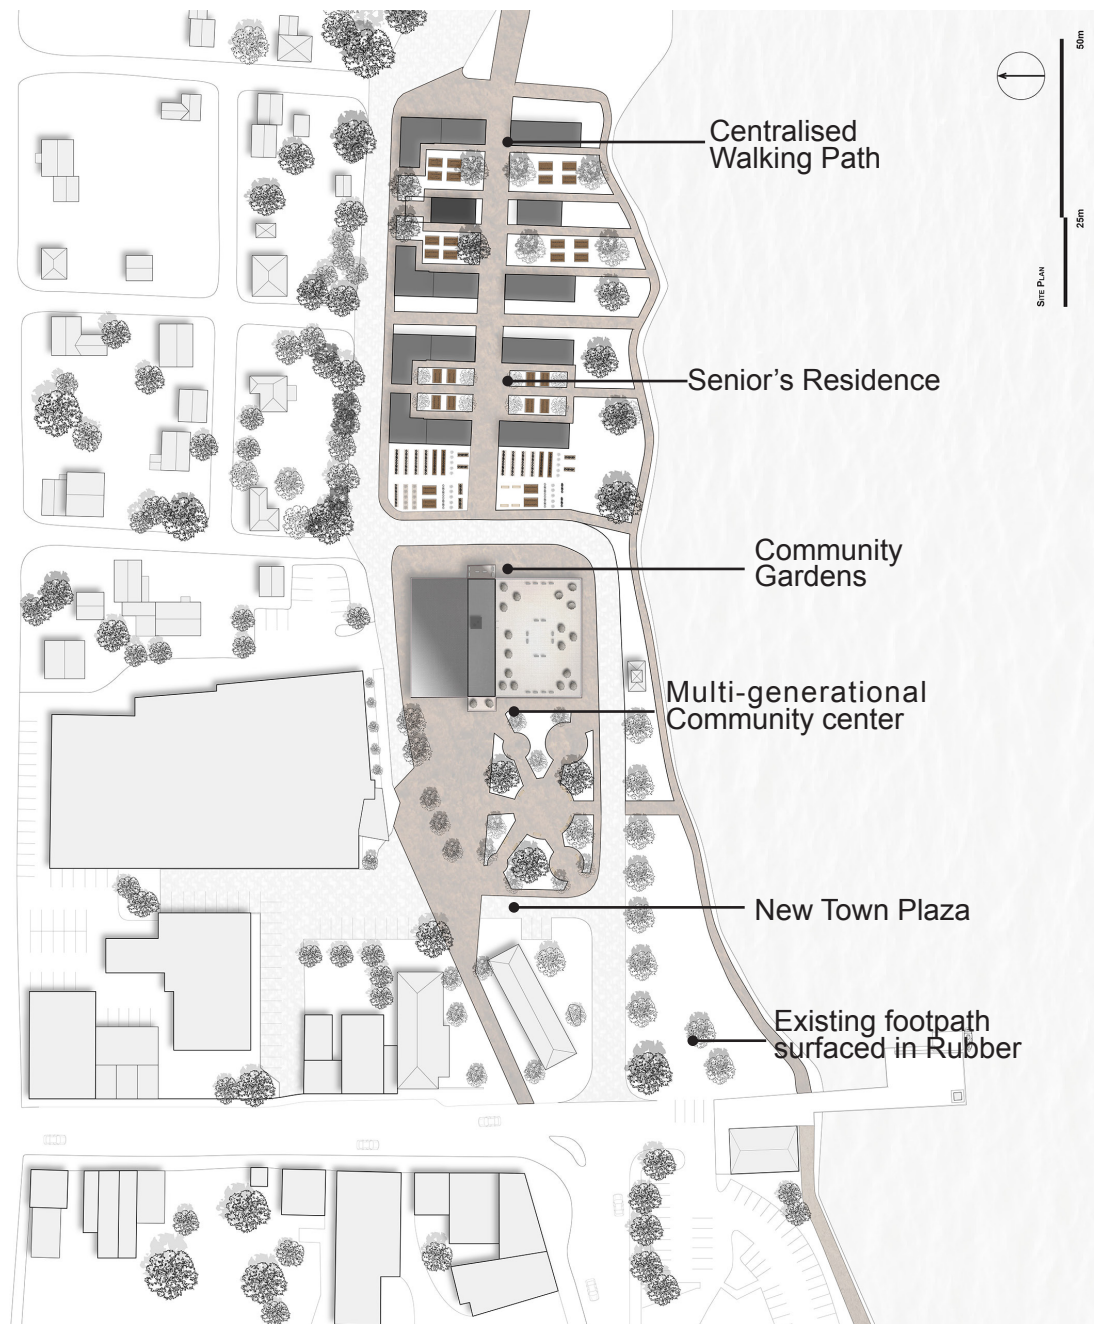 50m
25m
SITE PLAN
Centralised
Walking Path
Senior's Residence
Community
Gardens
Multi-generational
Community center
New Town Plaza
Existing footpath
surfaced in Rubber